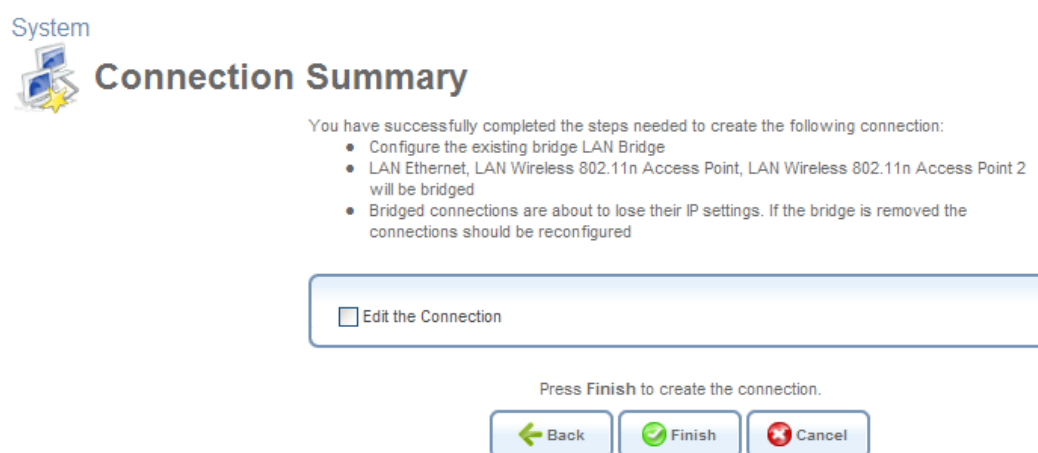 System
Connection Summary
You have successfully completed the steps needed to create the following connection:
● Configure the existing bridge LAN Bridge
● LAN Ethernet, LAN Wireless 802.11n Access Point, LAN Wireless 802.11n Access Point 2
will be bridged
● Bridged connections are about to lose their IP settings. If the bridge is removed the
connections should be reconfigured
Edit the Connection
Press Finish to create the connection.
Back Finish Cancel